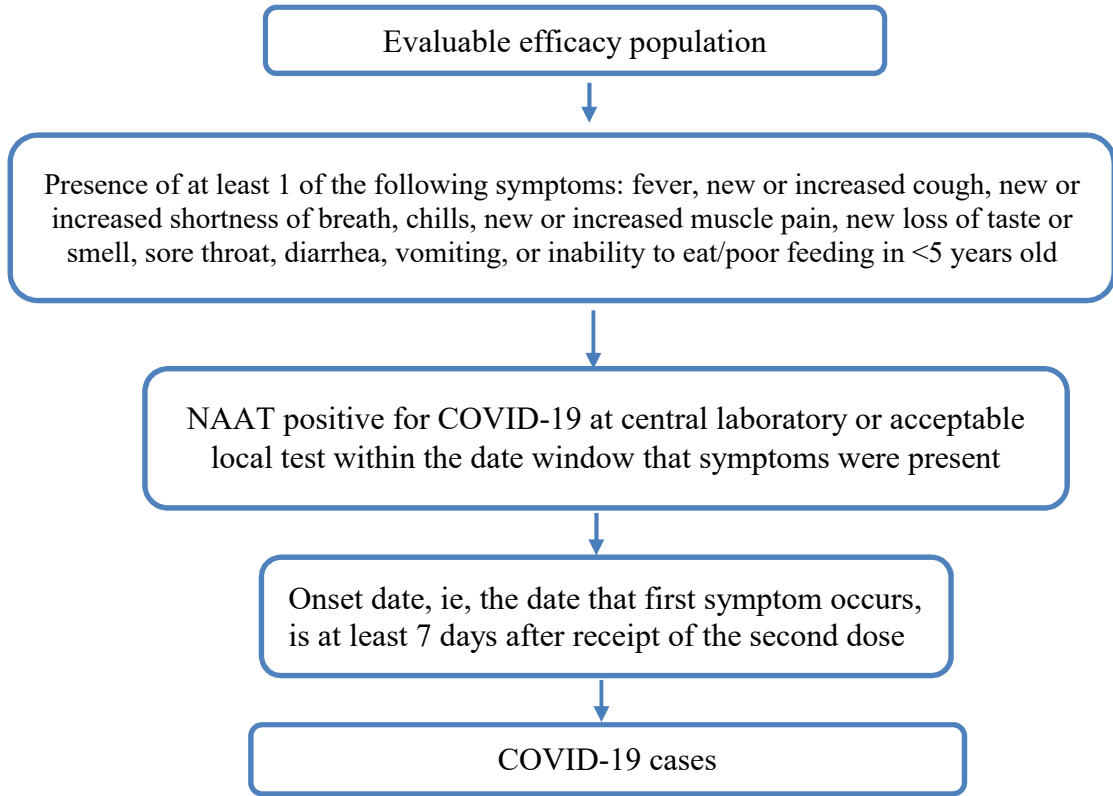 Evaluable efficacy population
Presence of at least 1 of the following symptoms: fever, new or increased cough, new or
increased shortness of breath, chills, new or increased muscle pain, new loss of taste or
smell, sore throat, diarrhea, vomiting, or inability to eat/poor feeding in <5 years old
NAAT positive for COVID-19 at central laboratory or acceptable
local test within the date window that symptoms were present
Onset date, ie, the date that first symptom occurs,
is at least 7 days after receipt of the second dose
COVID-19 cases